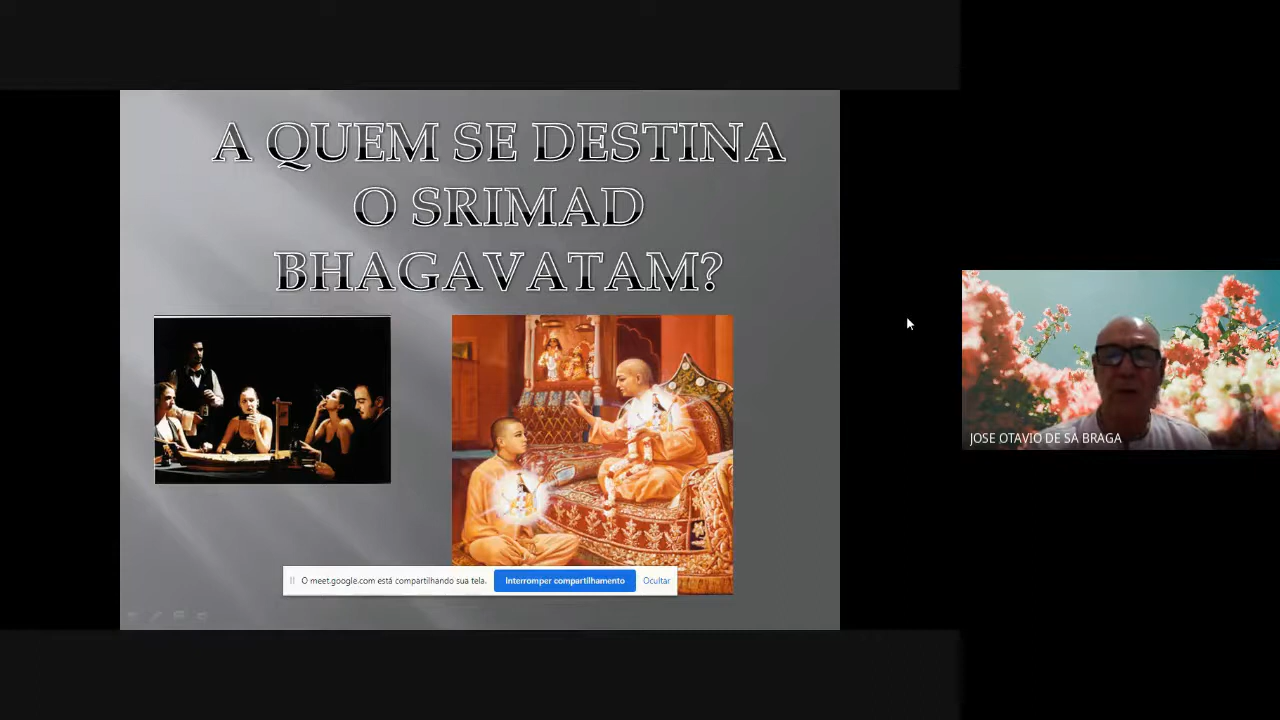 A QUEM SE DESTINA
O SRIMAD
BHAGAVATAM?
O meet.google.com está compartilhando sua tela.
Interromper compartilhamento
Ocultar
JOSE OTAVIO DE SA BRAGA